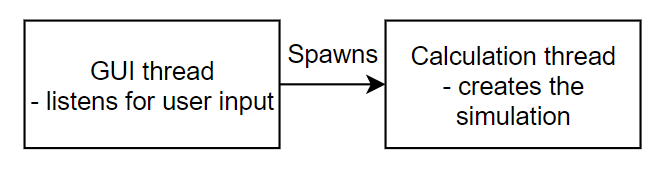 GUI thread
- listens for user input
Spawns
Calculation thread
- creates the
simulation